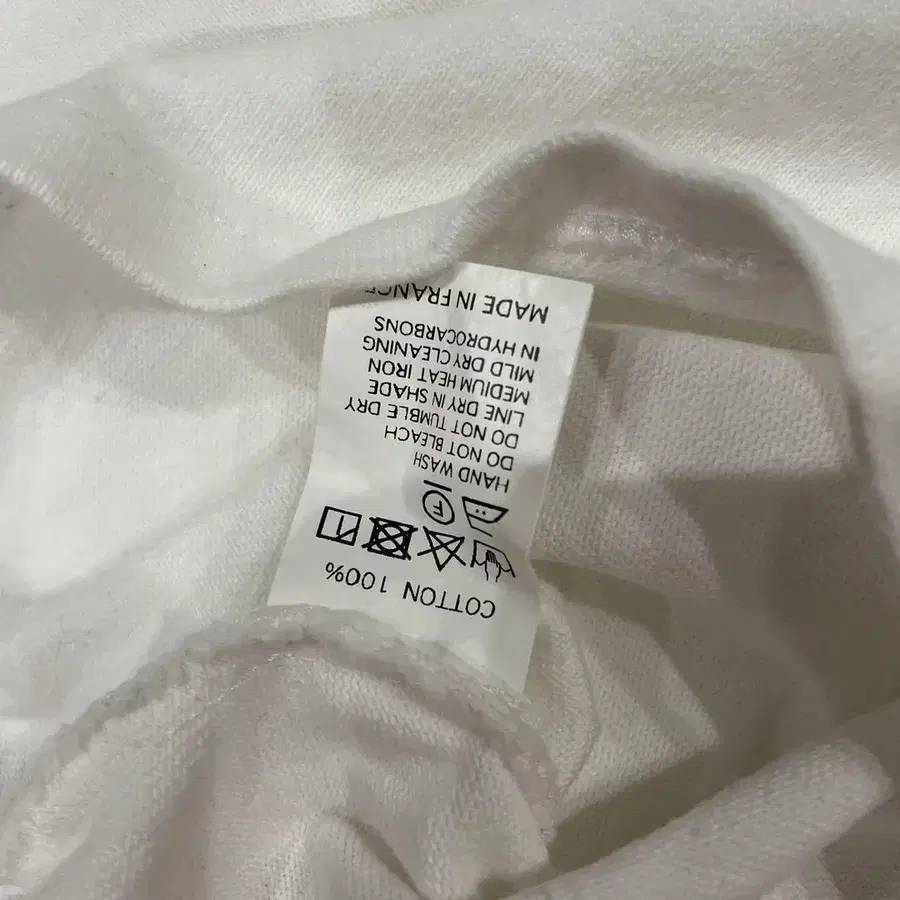 COTTON 100%
F
HAND WASH
DO NOT BLEACH
DO NOT TUMBLE DRY
LINE DRY IN SHADE
MEDIUM HEAT IRON
MILD DRY CLEANING
IN HYDROCARBONS
MADE IN FRANCE